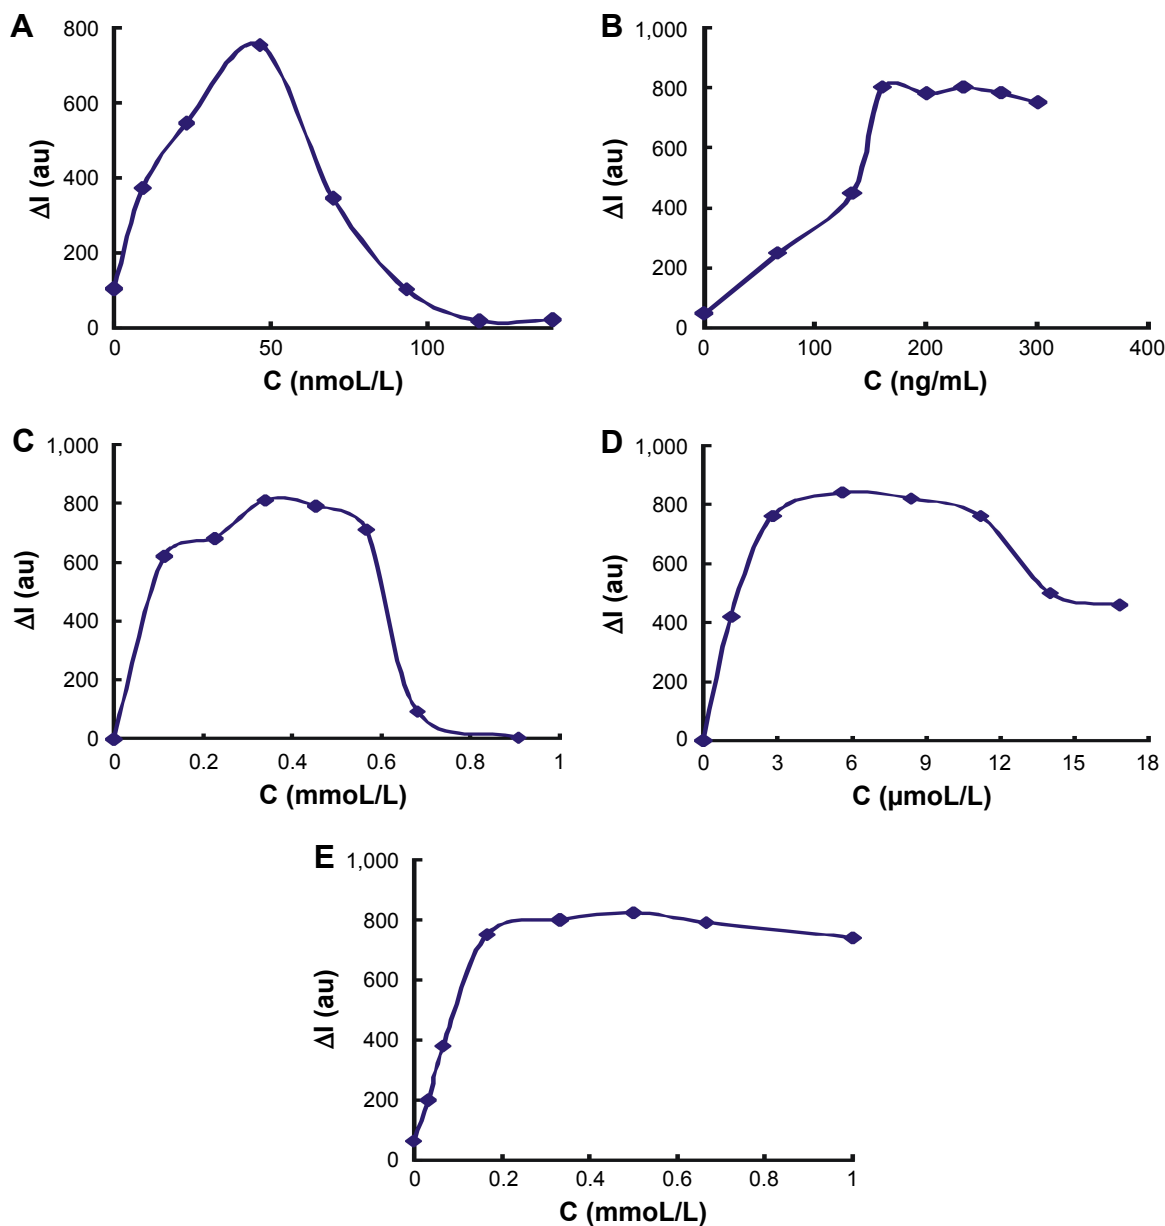 A
800
600
400
200
0
ΔI (au)
0 50 100
C (nmoL/L)
B
1,000
800
600
400
200
0
ΔI (au)
0 100 200 300 400
C (ng/mL)
C
1,000
800
600
400
200
0
ΔI (au)
0 0.2 0.4 0.6 0.8 1
C (mmoL/L)
D
1,000
800
600
400
200
0
ΔI (au)
0 3 6 9 12 15 18
C (µmoL/L)
E
1,000
800
600
400
200
0
ΔI (au)
0 0.2 0.4 0.6 0.8 1
C (mmoL/L)